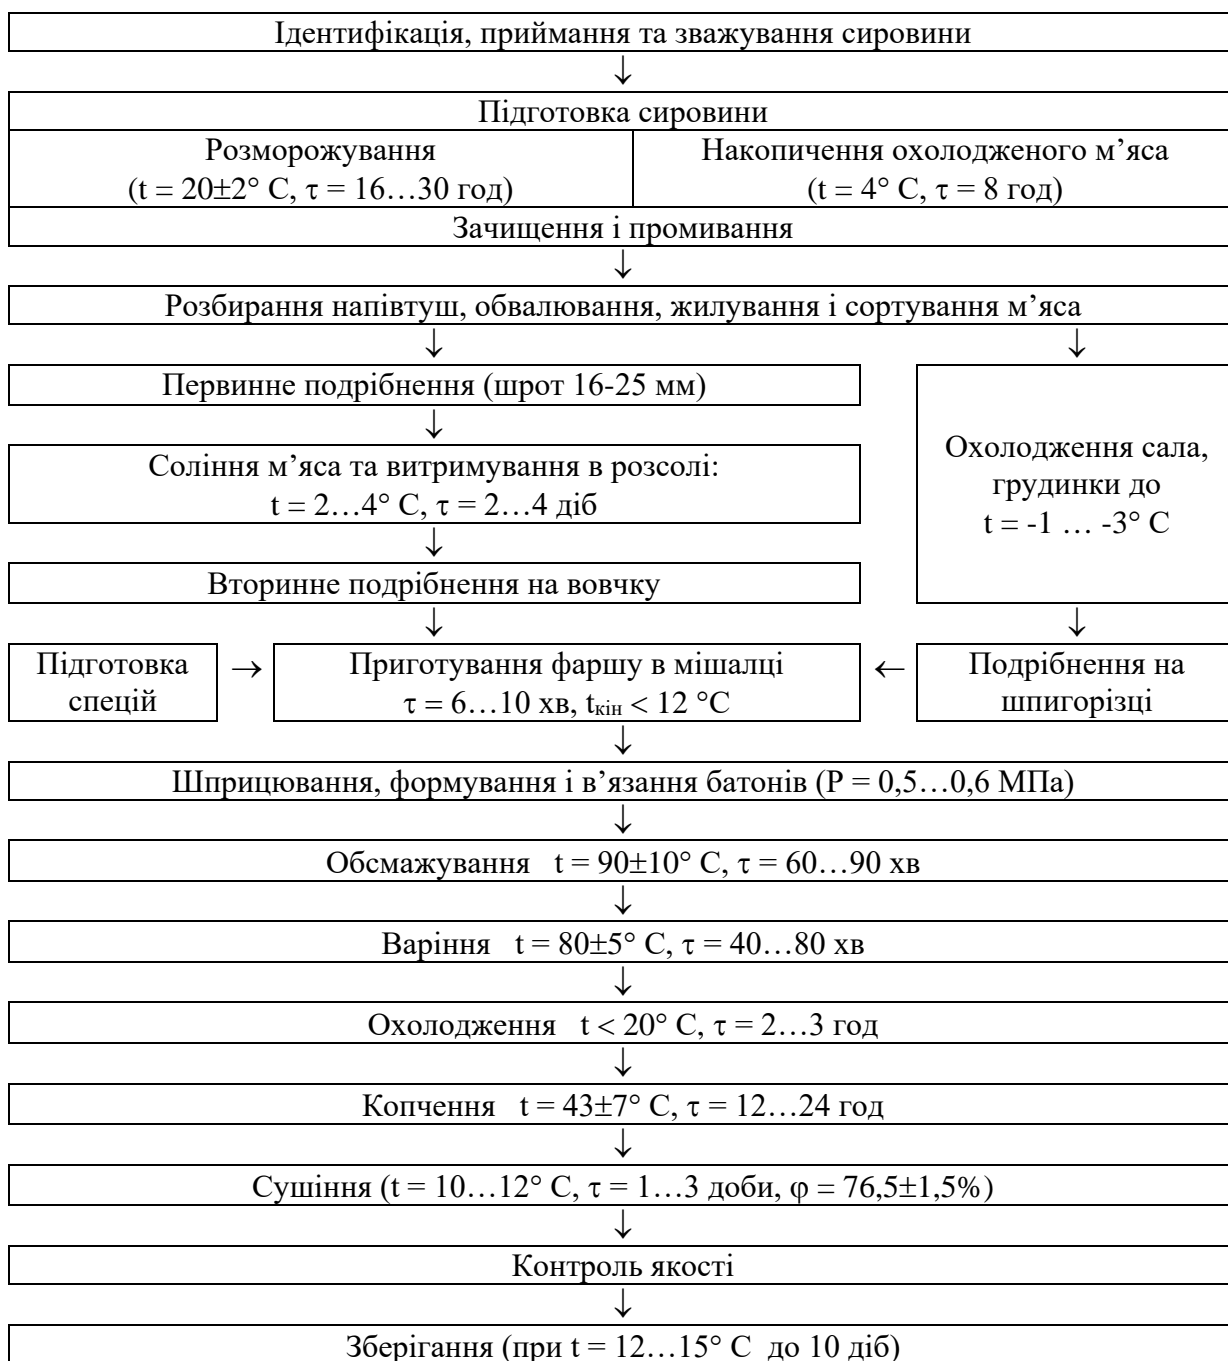 Ідентифікація, приймання та зважування сировини
↓
Підготовка сировини
Розморожування
(t = 20±2° С, τ = 16…30 год)
Накопичення охолодженого м’яса
(t = 4° С, τ = 8 год)
Зачищення і промивання
↓
Розбирання напівтуш, обвалювання, жилування і сортування м’яса
↓
↓
Первинне подрібнення (шрот 16-25 мм)
↓
Соління м’яса та витримування в розсолі:
t = 2…4° С, τ = 2…4 діб
↓
Вторинне подрібнення на вовчку
↓
Охолодження сала,
грудинки до
t = -1 … -3° С
↓
Підготовка
спецій
→
Приготування фаршу в мішалці
τ = 6…10 хв, tкін < 12 °С
←
Подрібнення на
шпигорізці
↓
Шприцювання, формування і в’язання батонів (Р = 0,5…0,6 МПа)
↓
Обсмажування t = 90±10° С, τ = 60…90 хв
↓
Варіння t = 80±5° С, τ = 40…80 хв
↓
Охолодження t < 20° С, τ = 2…3 год
↓
Копчення t = 43±7° С, τ = 12…24 год
↓
Сушіння (t = 10…12° С, τ = 1…3 доби, φ = 76,5±1,5%)
↓
Контроль якості
↓
Зберігання (при t = 12…15° С до 10 діб)